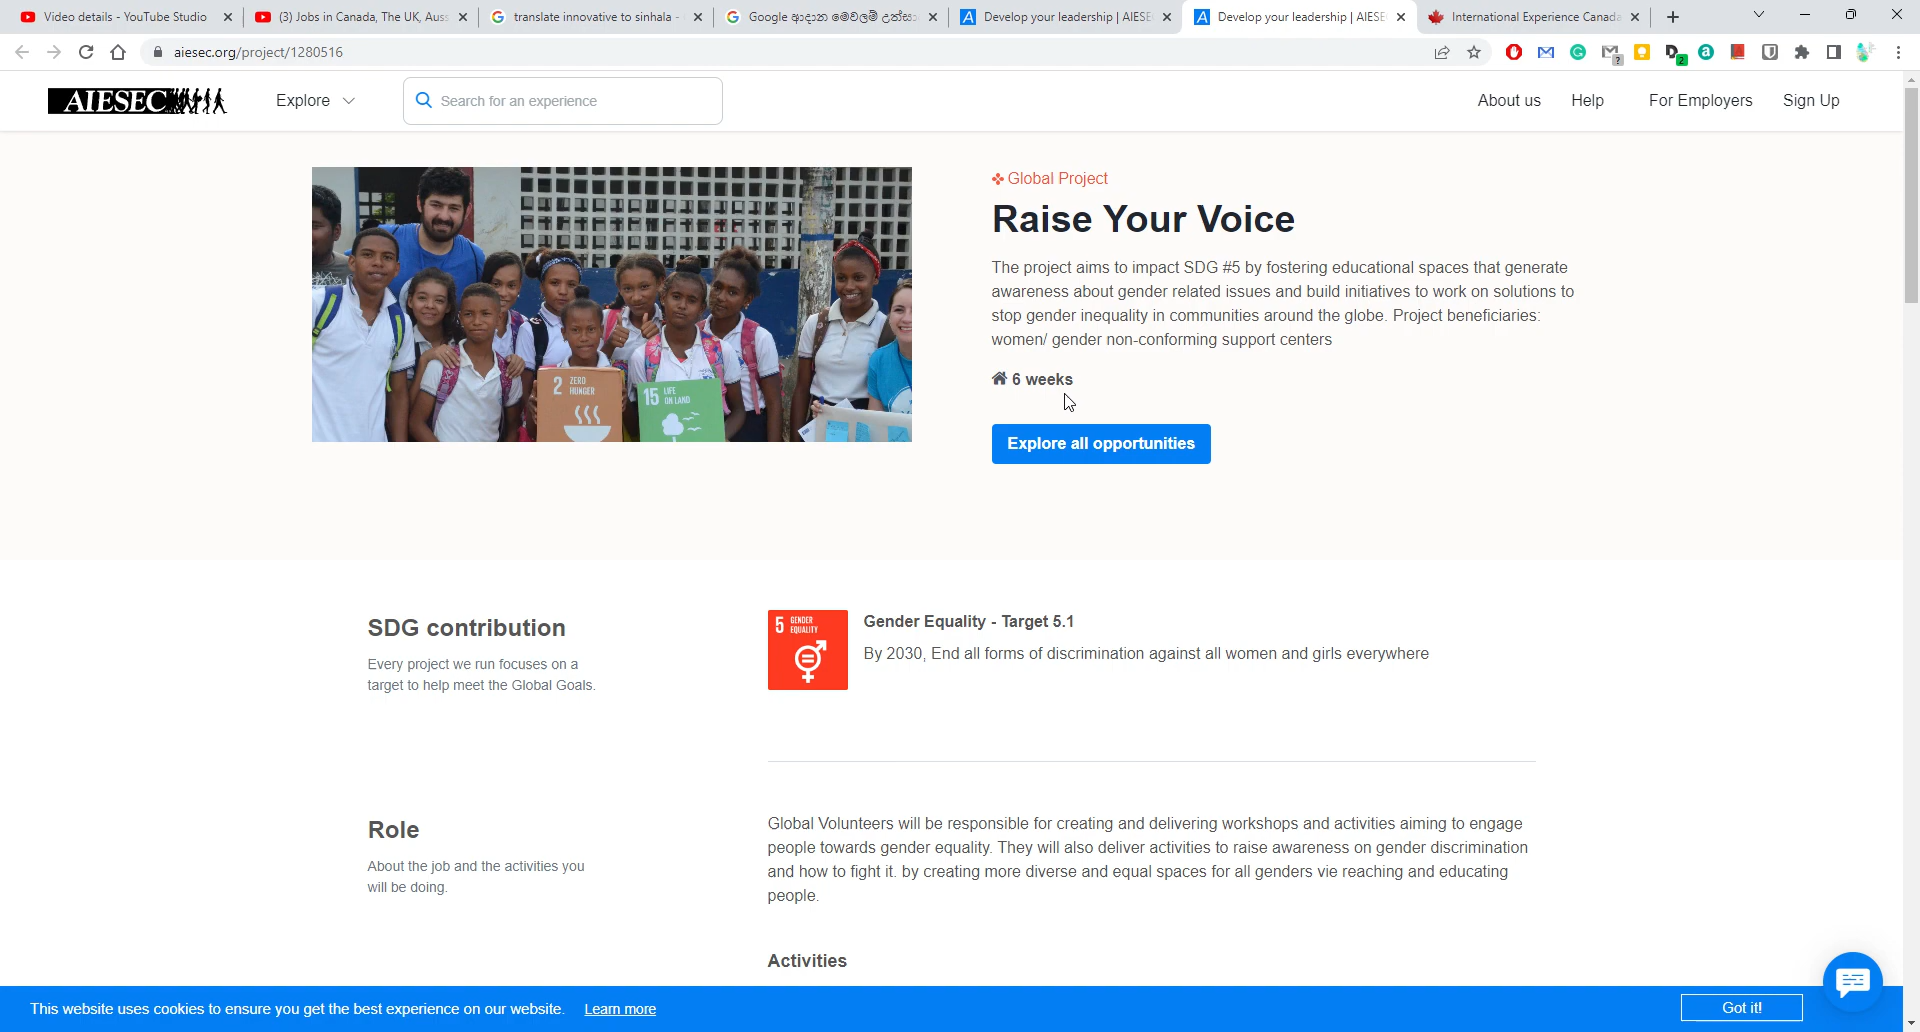 Video details - YouTube Studio
(3) Jobs in Canada, The UK, Auss
translate innovative to sinhala -
Google ආදාන මෙවලම් උත්සා
Develop your leadership | AIESE
Develop your leadership | AIESE
International Experience Canada
aiesec.org/project/1280516
AIESEC
Explore
Search for an experience
About us
Help
For Employers
Sign Up
2 ZERO HUNGER
15 LIFE ON LAND
Global Project
Raise Your Voice
The project aims to impact SDG #5 by fostering educational spaces that generate
awareness about gender related issues and build initiatives to work on solutions to
stop gender inequality in communities around the globe. Project beneficiaries:
women/ gender non-conforming support centers
6 weeks
Explore all opportunities
SDG contribution
Every project we run focuses on a
target to help meet the Global Goals.
5 GENDER EQUALITY
Gender Equality - Target 5.1
By 2030, End all forms of discrimination against all women and girls everywhere
Role
About the job and the activities you
will be doing.
Global Volunteers will be responsible for creating and delivering workshops and activities aiming to engage
people towards gender equality. They will also deliver activities to raise awareness on gender discrimination
and how to fight it. by creating more diverse and equal spaces for all genders vie reaching and educating
people.
Activities
This website uses cookies to ensure you get the best experience on our website. Learn more
Got it!